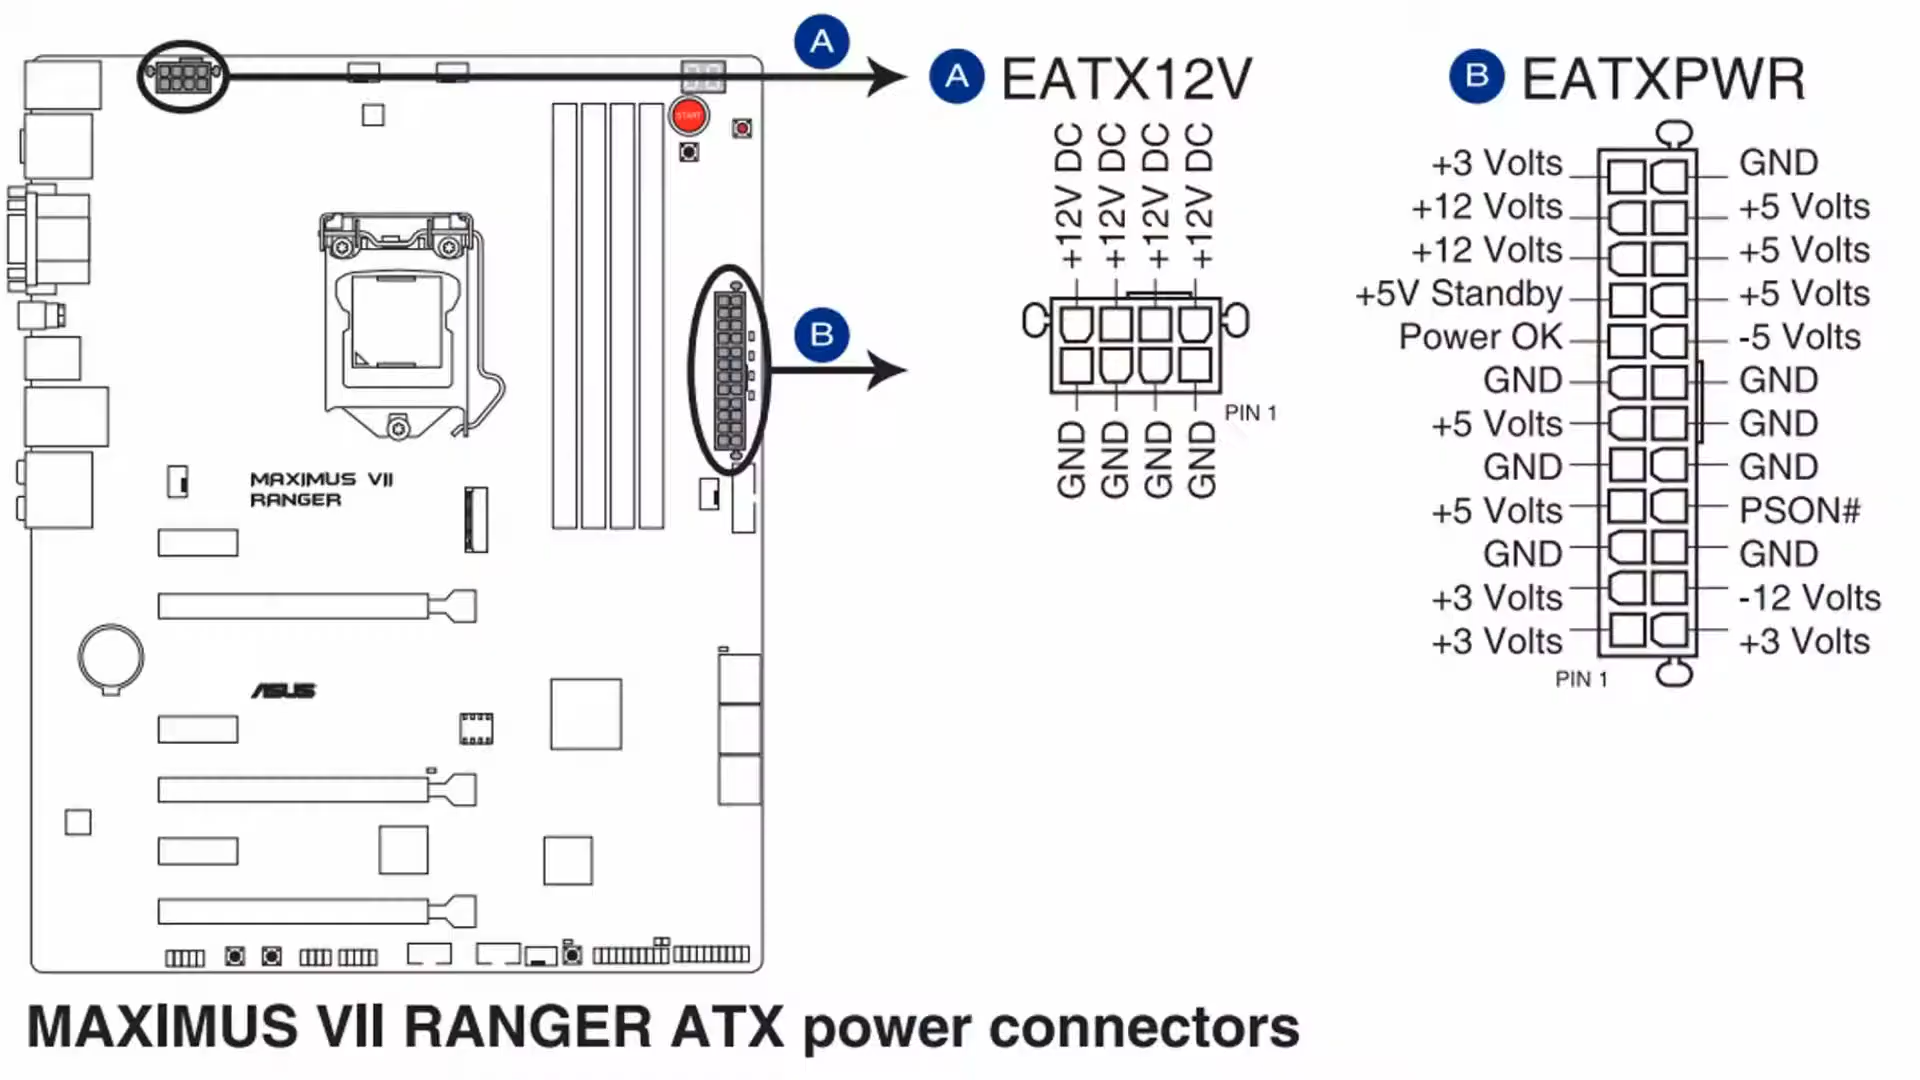 A
A EATX12V
B EATXPWR
START
+12V DC
+12V DC
+12V DC
+12V DC
PIN 1
GND
GND
GND
GND
B
+3 Volts GND
+12 Volts +5 Volts
+12 Volts +5 Volts
+5V Standby +5 Volts
Power OK -5 Volts
GND GND
+5 Volts GND
GND GND
+5 Volts PSON#
GND GND
+3 Volts -12 Volts
+3 Volts +3 Volts
PIN 1
MAXIMUS VII
RANGER
ASUS
MAXIMUS VII RANGER ATX power connectors